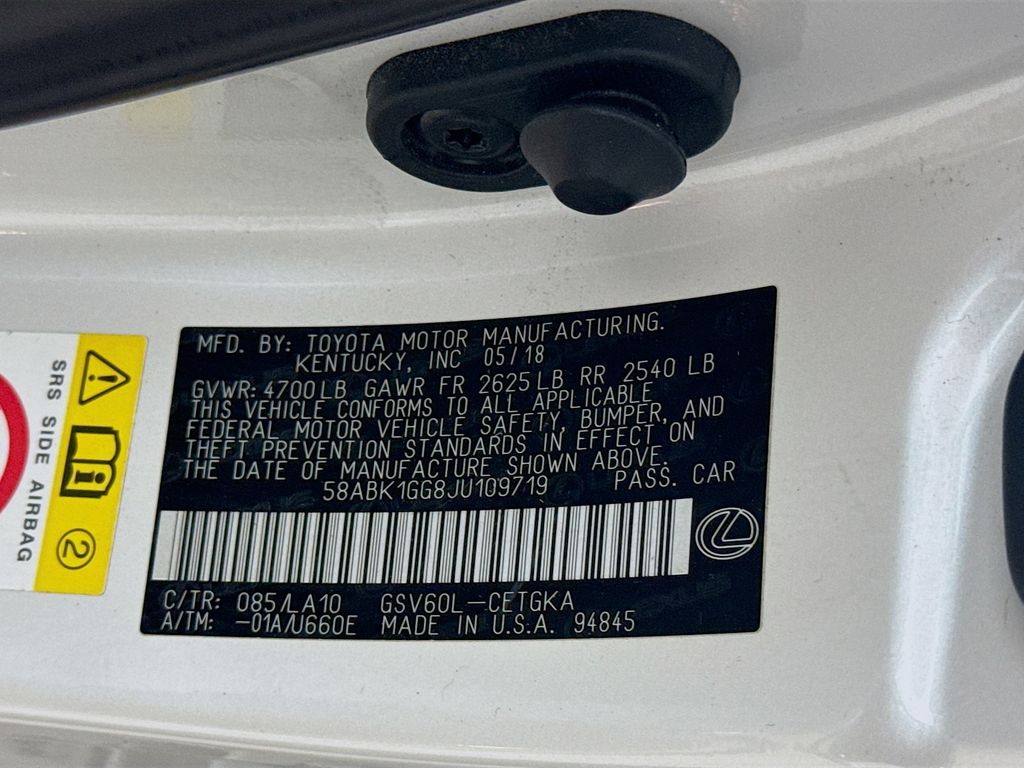 MFD. BY: TOYOTA MOTOR MANUFACTURING.
KENTUCKY, INC 05/18
GVWR: 4700 LB GAWR FR 2625 LB RR 2540 LB
THIS VEHICLE CONFORMS TO ALL APPLICABLE
FEDERAL MOTOR VEHICLE SAFETY, BUMPER, AND
THEFT PREVENTION STANDARDS IN EFFECT ON
THE DATE OF MANUFACTURE SHOWN ABOVE.
58ABK1GG8JU109719 PASS. CAR
C/TR: 085/LA10 GSV60L-CETGKA
A/TM: -01A/U660E MADE IN U.S.A. 94845
SRS SIDE AIRBAG
2